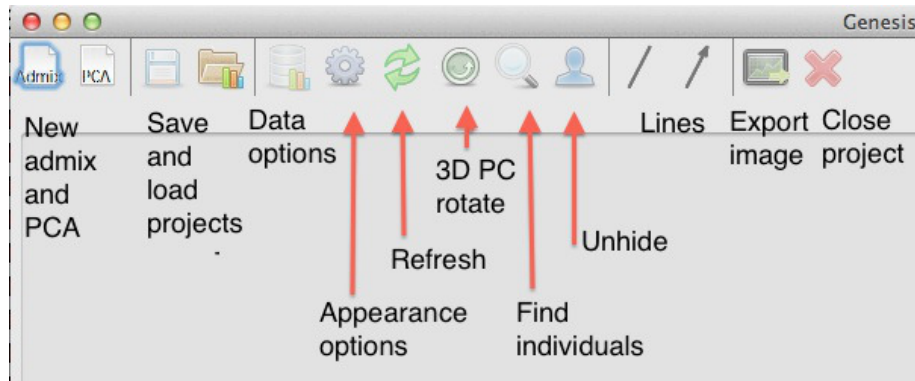 Genesis
Admix PCA
New
admix
and
PCA
Save
and
load
projects
Data
options
Appearance
options
Refresh
3D PC
rotate
Find
individuals
Unhide
Lines
Export
image
Close
project